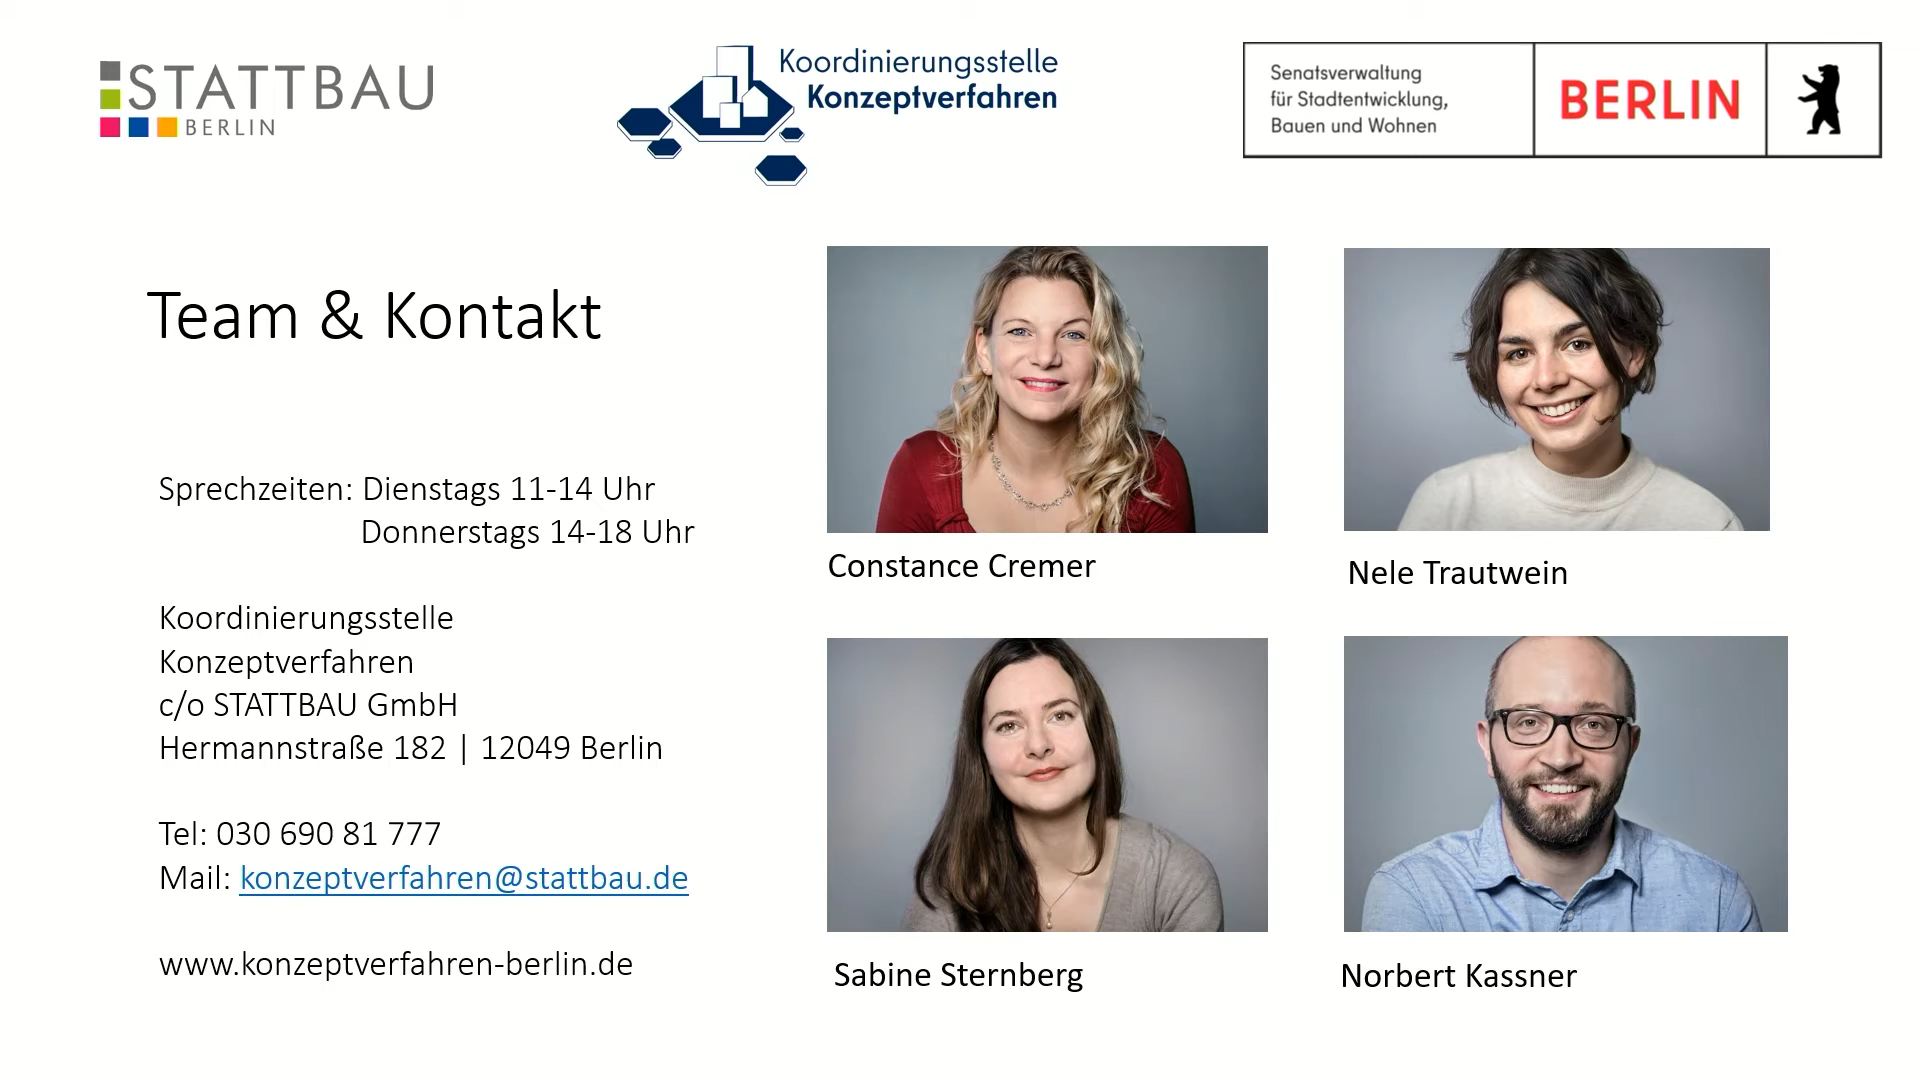 STATTBAU
BERLIN
Koordinierungsstelle
Konzeptverfahren
Senatsverwaltung
für Stadtentwicklung,
Bauen und Wohnen
BERLIN
Team & Kontakt
Sprechzeiten: Dienstags 11-14 Uhr
Donnerstags 14-18 Uhr
Koordinierungsstelle
Konzeptverfahren
c/o STATTBAU GmbH
Hermannstraße 182 | 12049 Berlin
Tel: 030 690 81 777
Mail: konzeptverfahren@stattbau.de
www.konzeptverfahren-berlin.de
Constance Cremer
Nele Trautwein
Sabine Sternberg
Norbert Kassner